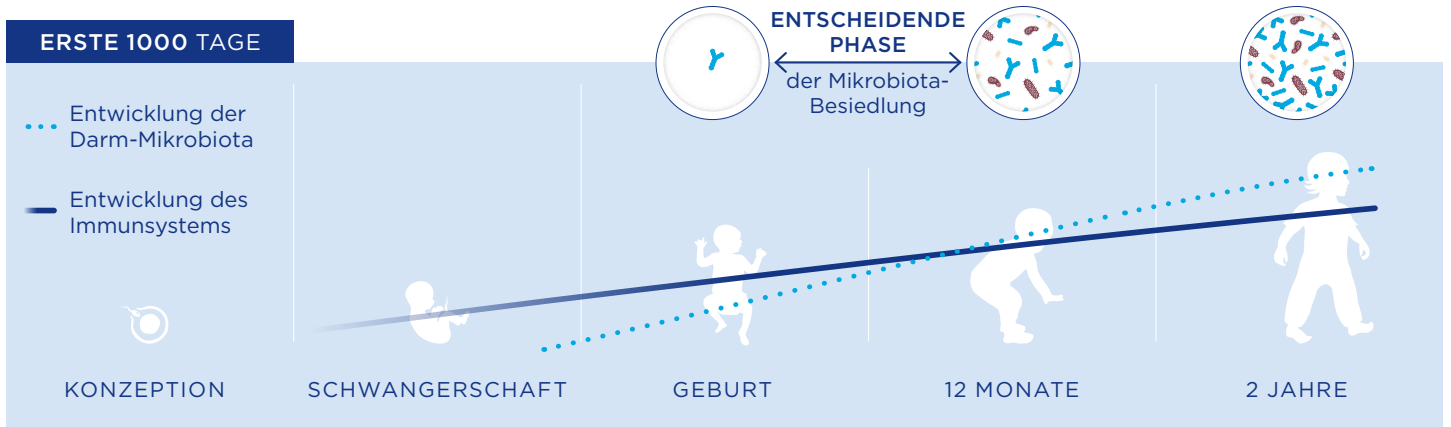 ERSTE 1000 TAGE
Entwicklung der
Darm-Mikrobiota
Entwicklung des
Immunsystems
ENTSCHEIDENDE
PHASE
der Mikrobiota-
Besiedlung
KONZEPTION
SCHWANGERSCHAFT
GEBURT
12 MONATE
2 JAHRE